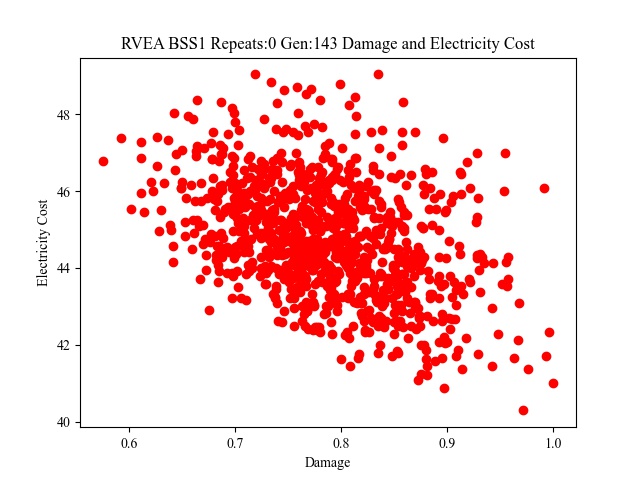 RVEA BSS1 Repeats:0 Gen:143 Damage and Electricity Cost
48
46
44
42
40
Electricity Cost
0.6 0.7 0.8 0.9 1.0
Damage